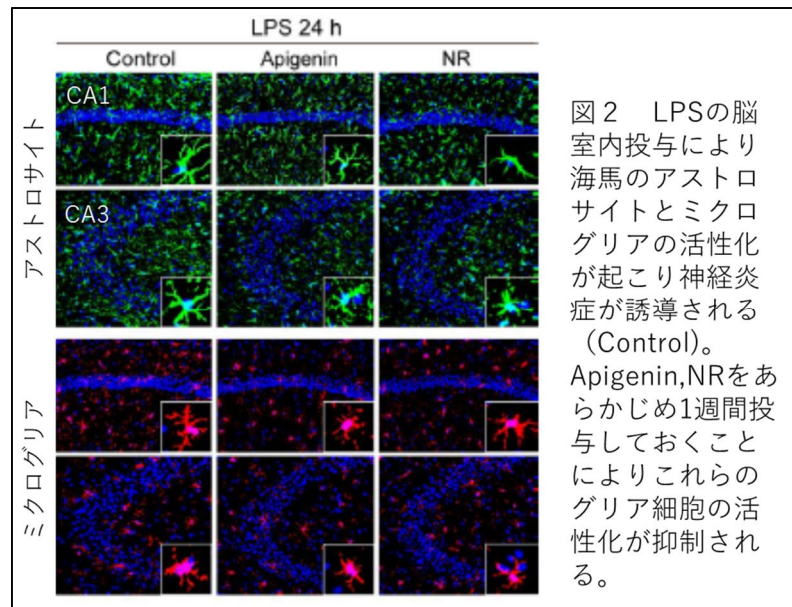 LPS 24 h
Control Apigenin NR
アストロサイト
CA1
CA3
ミクログリア
図2 LPSの脳
室内投与により
海馬のアストロ
サイトとミクロ
グリアの活性化
が起こり神経炎
症が誘導される
(Control)。
Apigenin,NRをあ
らかじめ1週間投
与しておくこと
によりこれらの
グリア細胞の活
性化が抑制され
る。